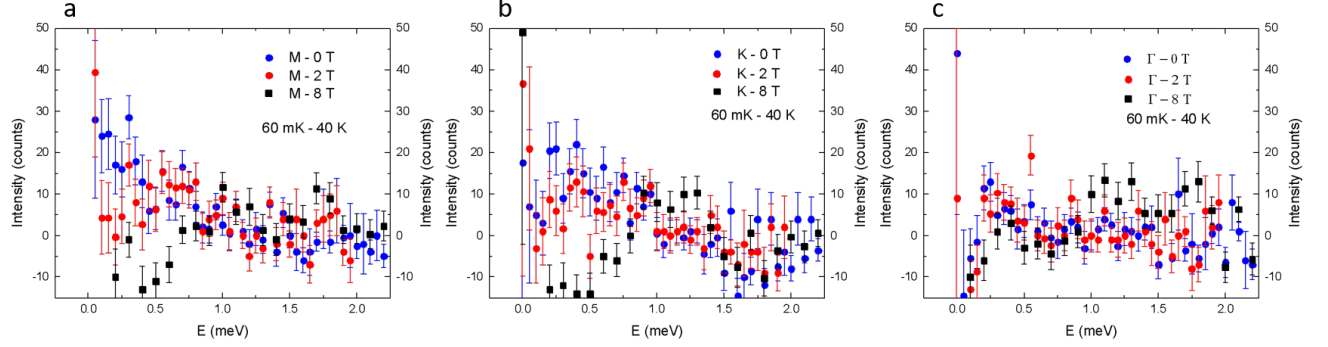 a
50
40
30
20
10
0
-10
50
40
30
20
10
0
-10
Intensity (counts)
Intensity (counts)
M - 0 T
M - 2 T
M - 8 T
60 mK - 40 K
0.0 0.5 1.0 1.5 2.0
E (meV)
b
50
40
30
20
10
0
-10
50
40
30
20
10
0
-10
Intensity (counts)
Intensity (counts)
K - 0 T
K - 2 T
K - 8 T
60 mK - 40 K
0.0 0.5 1.0 1.5 2.0
E (meV)
c
50
40
30
20
10
0
-10
50
40
30
20
10
0
-10
Intensity (counts)
Intensity (counts)
Γ – 0 T
Γ – 2 T
Γ – 8 T
60 mK - 40 K
0.0 0.5 1.0 1.5 2.0
E (meV)